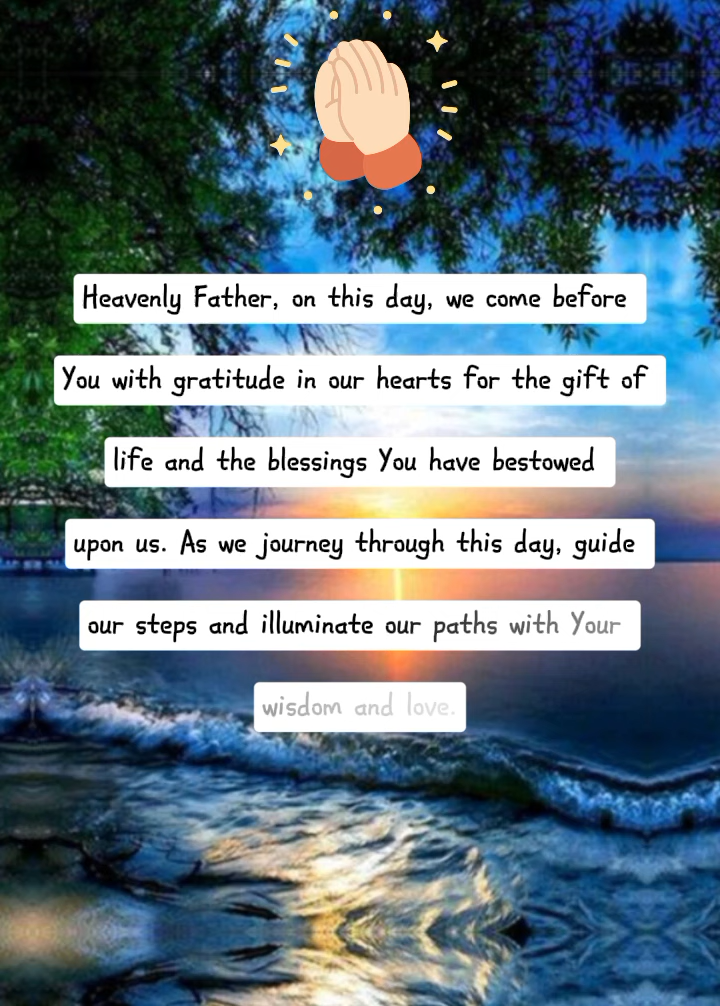 Heavenly Father, on this day, we come before
You with gratitude in our hearts for the gift of
life and the blessings You have bestowed
upon us. As we journey through this day, guide
our steps and illuminate our paths with Your
wisdom and love.